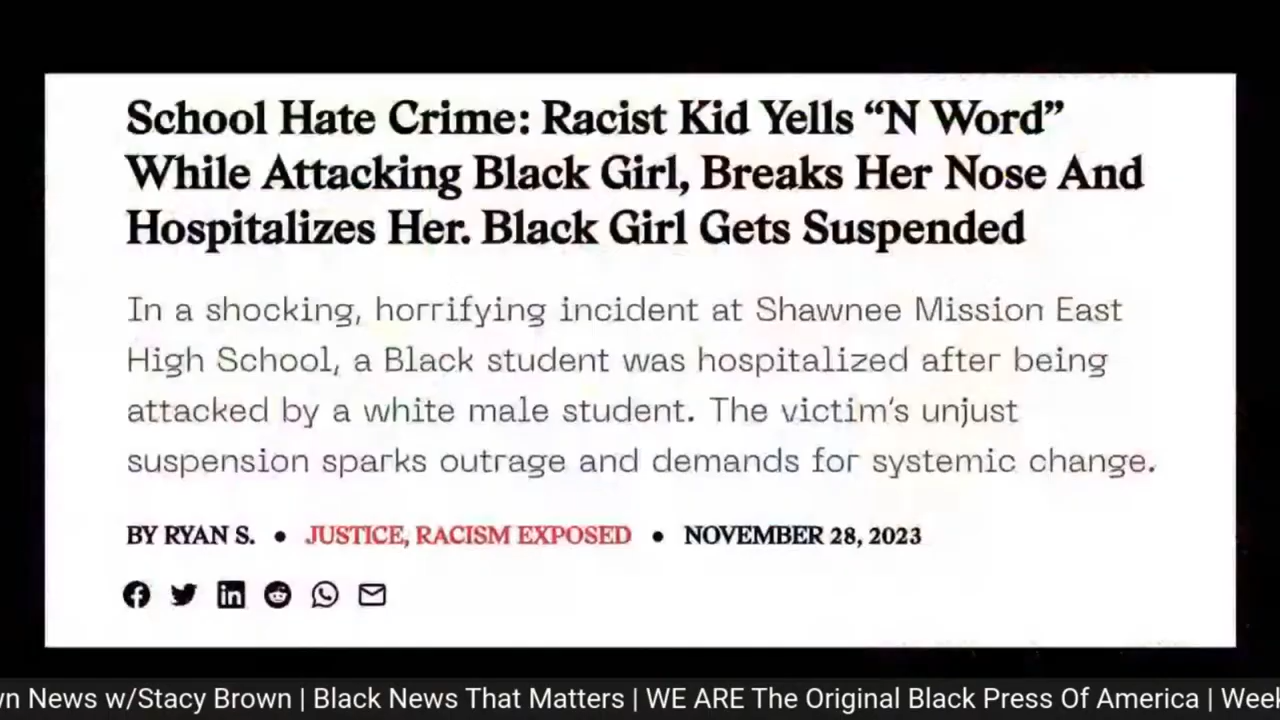 School Hate Crime: Racist Kid Yells “N Word”
While Attacking Black Girl, Breaks Her Nose And
Hospitalizes Her. Black Girl Gets Suspended
In a shocking, horrifying incident at Shawnee Mission East
High School, a Black student was hospitalized after being
attacked by a white male student. The victim’s unjust
suspension sparks outrage and demands for systemic change.
BY RYAN S. • JUSTICE, RACISM EXPOSED • NOVEMBER 28, 2023
News w/Stacy Brown | Black News That Matters | WE ARE The Original Black Press Of America |